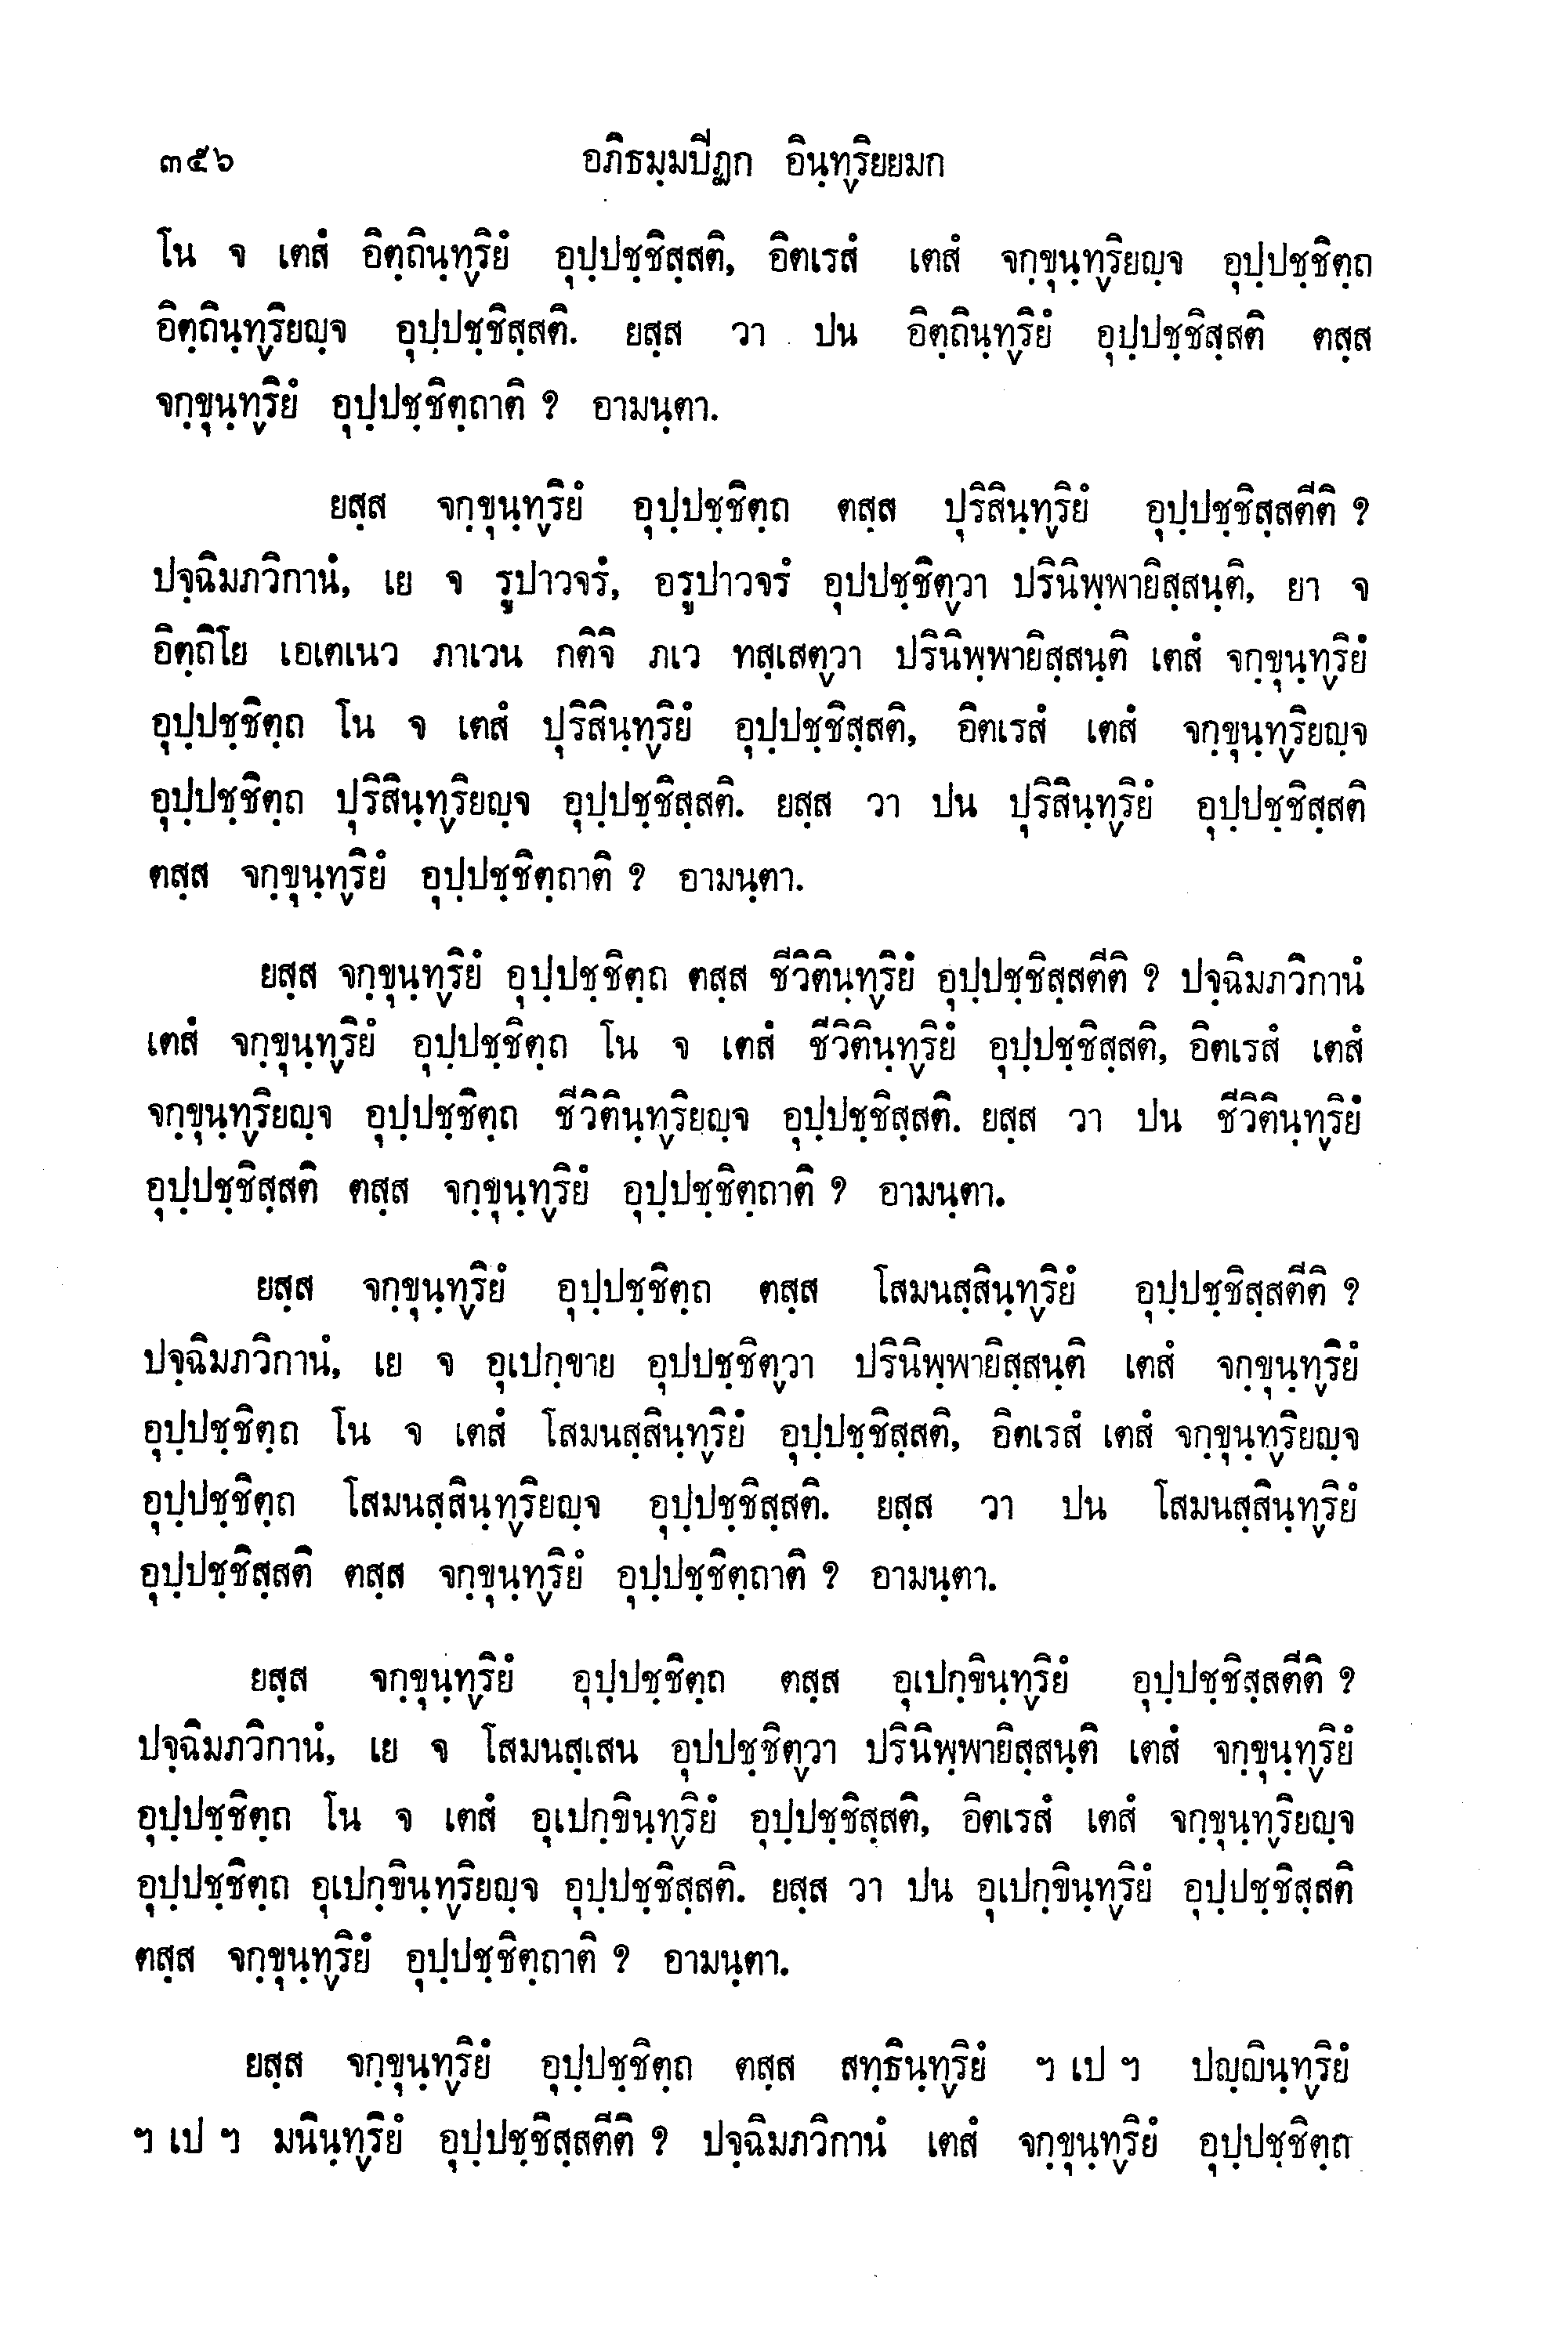 ๓๕๖ อภิธมฺมปีฏก อินฺทฺริยยมก
โน จ เตสํ อิตฺถินฺทฺริยํ อุปฺปชฺชิสฺสติ, อิตเรสํ เตสํ จกฺขุนฺทฺริยญฺจ อุปฺปชฺชิตฺถ
อิตฺถินฺทฺริยญฺจ อุปฺปชฺชิสฺสติ. ยสฺส วา ปน อิตฺถินฺทฺริยํ อุปฺปชฺชิสฺสติ ตสฺส
จกฺขุนฺทฺริยํ อุปฺปชฺชิตฺถาติ ? อามนฺตา.
ยสฺส จกฺขุนฺทฺริยํ อุปฺปชฺชิตฺถ ตสฺส ปุริสินฺทฺริยํ อุปฺปชฺชิสฺสตีติ ?
ปจฺฉิมภวิกานํ, เย จ รูปาวจรํ, อรูปาวจรํ อุปปชฺชิตฺวา ปรินิพฺพายิสฺสนฺติ, ยา จ
อิตฺถิโย เอเตเนว ภาเวน กติจิ ภเว ทสฺเสตฺวา ปรินิพฺพายิสฺสนฺติ เตสํ จกฺขุนฺทฺริยํ
อุปฺปชฺชิตฺถ โน จ เตสํ ปุริสินฺทฺริยํ อุปฺปชฺชิสฺสติ, อิตเรสํ เตสํ จกฺขุนฺทฺริยญฺจ
อุปฺปชฺชิตฺถ ปุริสินฺทฺริยญฺจ อุปฺปชฺชิสฺสติ. ยสฺส วา ปน ปุริสินฺทฺริยํ อุปฺปชฺชิสฺสติ
ตสฺส จกฺขุนฺทฺริยํ อุปฺปชฺชิตฺถาติ ? อามนฺตา.
ยสฺส จกฺขุนฺทฺริยํ อุปฺปชฺชิตฺถ ตสฺส ชีวิตินฺทฺริยํ อุปฺปชฺชิสฺสตีติ ? ปจฺฉิมภวิกานํ
เตสํ จกฺขุนฺทฺริยํ อุปฺปชฺชิตฺถ โน จ เตสํ ชีวิตินฺทฺริยํ อุปฺปชฺชิสฺสติ, อิตเรสํ เตสํ
จกฺขุนฺทฺริยญฺจ อุปฺปชฺชิตฺถ ชีวิตินฺทฺริยญฺจ อุปฺปชฺชิสฺสติ. ยสฺส วา ปน ชีวิตินฺทฺริยํ
อุปฺปชฺชิสฺสติ ตสฺส จกฺขุนฺทฺริยํ อุปฺปชฺชิตฺถาติ ? อามนฺตา.
ยสฺส จกฺขุนฺทฺริยํ อุปฺปชฺชิตฺถ ตสฺส โสมนสฺสินฺทฺริยํ อุปฺปชฺชิสฺสตีติ ?
ปจฺฉิมภวิกานํ, เย จ อุเปกฺขาย อุปปชฺชิตฺวา ปรินิพฺพายิสฺสนฺติ เตสํ จกฺขุนฺทฺริยํ
อุปฺปชฺชิตฺถ โน จ เตสํ โสมนสฺสินฺทฺริยํ อุปฺปชฺชิสฺสติ, อิตเรสํ เตสํ จกฺขุนฺทฺริยญฺจ
อุปฺปชฺชิตฺถ โสมนสฺสินฺทฺริยญฺจ อุปฺปชฺชิสฺสติ. ยสฺส วา ปน โสมนสฺสินฺทฺริยํ
อุปฺปชฺชิสฺสติ ตสฺส จกฺขุนฺทฺริยํ อุปฺปชฺชิตฺถาติ ? อามนฺตา.
ยสฺส จกฺขุนฺทฺริยํ อุปฺปชฺชิตฺถ ตสฺส อุเปกฺขินฺทฺริยํ อุปฺปชฺชิสฺสตีติ ?
ปจฺฉิมภวิกานํ, เย จ โสมนสฺเสน อุปปชฺชิตฺวา ปรินิพฺพายิสฺสนฺติ เตสํ จกฺขุนฺทฺริยํ
อุปฺปชฺชิตฺถ โน จ เตสํ อุเปกฺขินฺทฺริยํ อุปฺปชฺชิสฺสติ, อิตเรสํ เตสํ จกฺขุนฺทฺริยญฺจ
อุปฺปชฺชิตฺถ อุเปกฺขินฺทฺริยญฺจ อุปฺปชฺชิสฺสติ. ยสฺส วา ปน อุเปกฺขินฺทฺริยํ อุปฺปชฺชิสฺสติ
ตสฺส จกฺขุนฺทฺริยํ อุปฺปชฺชิตฺถาติ ? อามนฺตา.
ยสฺส จกฺขุนฺทฺริยํ อุปฺปชฺชิตฺถ ตสฺส สทฺธินฺทฺริยํ ฯ เป ฯ ปญฺญินฺทฺริยํ
ฯ เป ฯ มนินฺทฺริยํ อุปฺปชฺชิสฺสตีติ ? ปจฺฉิมภวิกานํ เตสํ จกฺขุนฺทฺริยํ อุปฺปชฺชิตฺถ